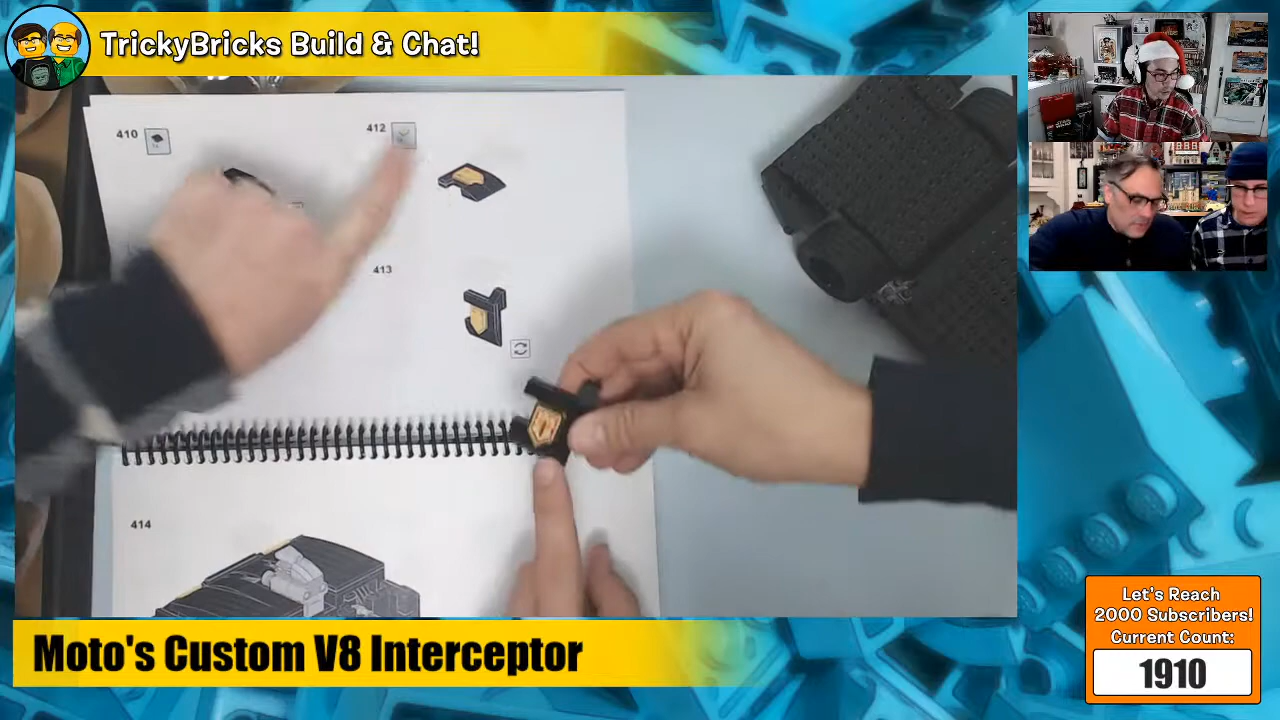 TrickyBricks Build & Chat!
410
412
413
414
Moto's Custom V8 Interceptor
Let's Reach
2000 Subscribers!
Current Count:
1910